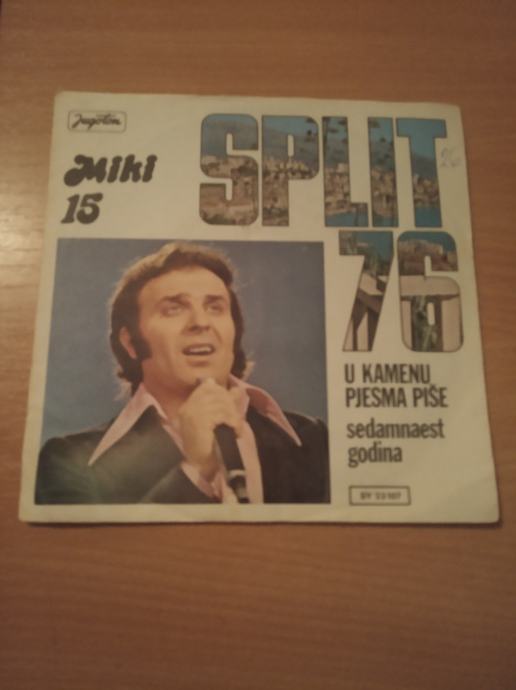 Jugoton
Miki
15
SPLIT
76
U KAMENU
PJESMA PIŠE
sedamnaest
godina
SY 23107